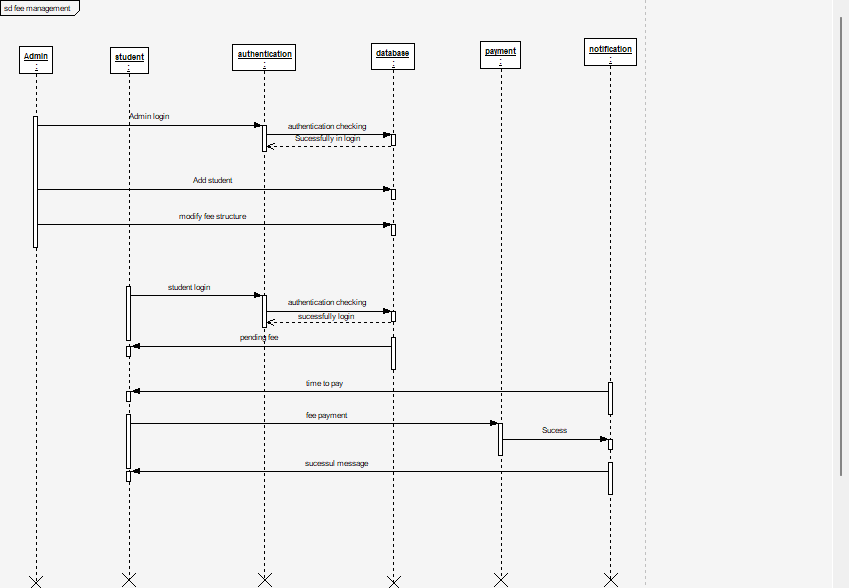 sd fee management
Admin
:
student
:
authentication
:
database
:
payment
:
notification
:
Admin login
authentication checking
Sucessfully in login
Add student
modify fee structure
student login
authentication checking
sucessfully login
pending fee
time to pay
fee payment
Sucess
sucessul message